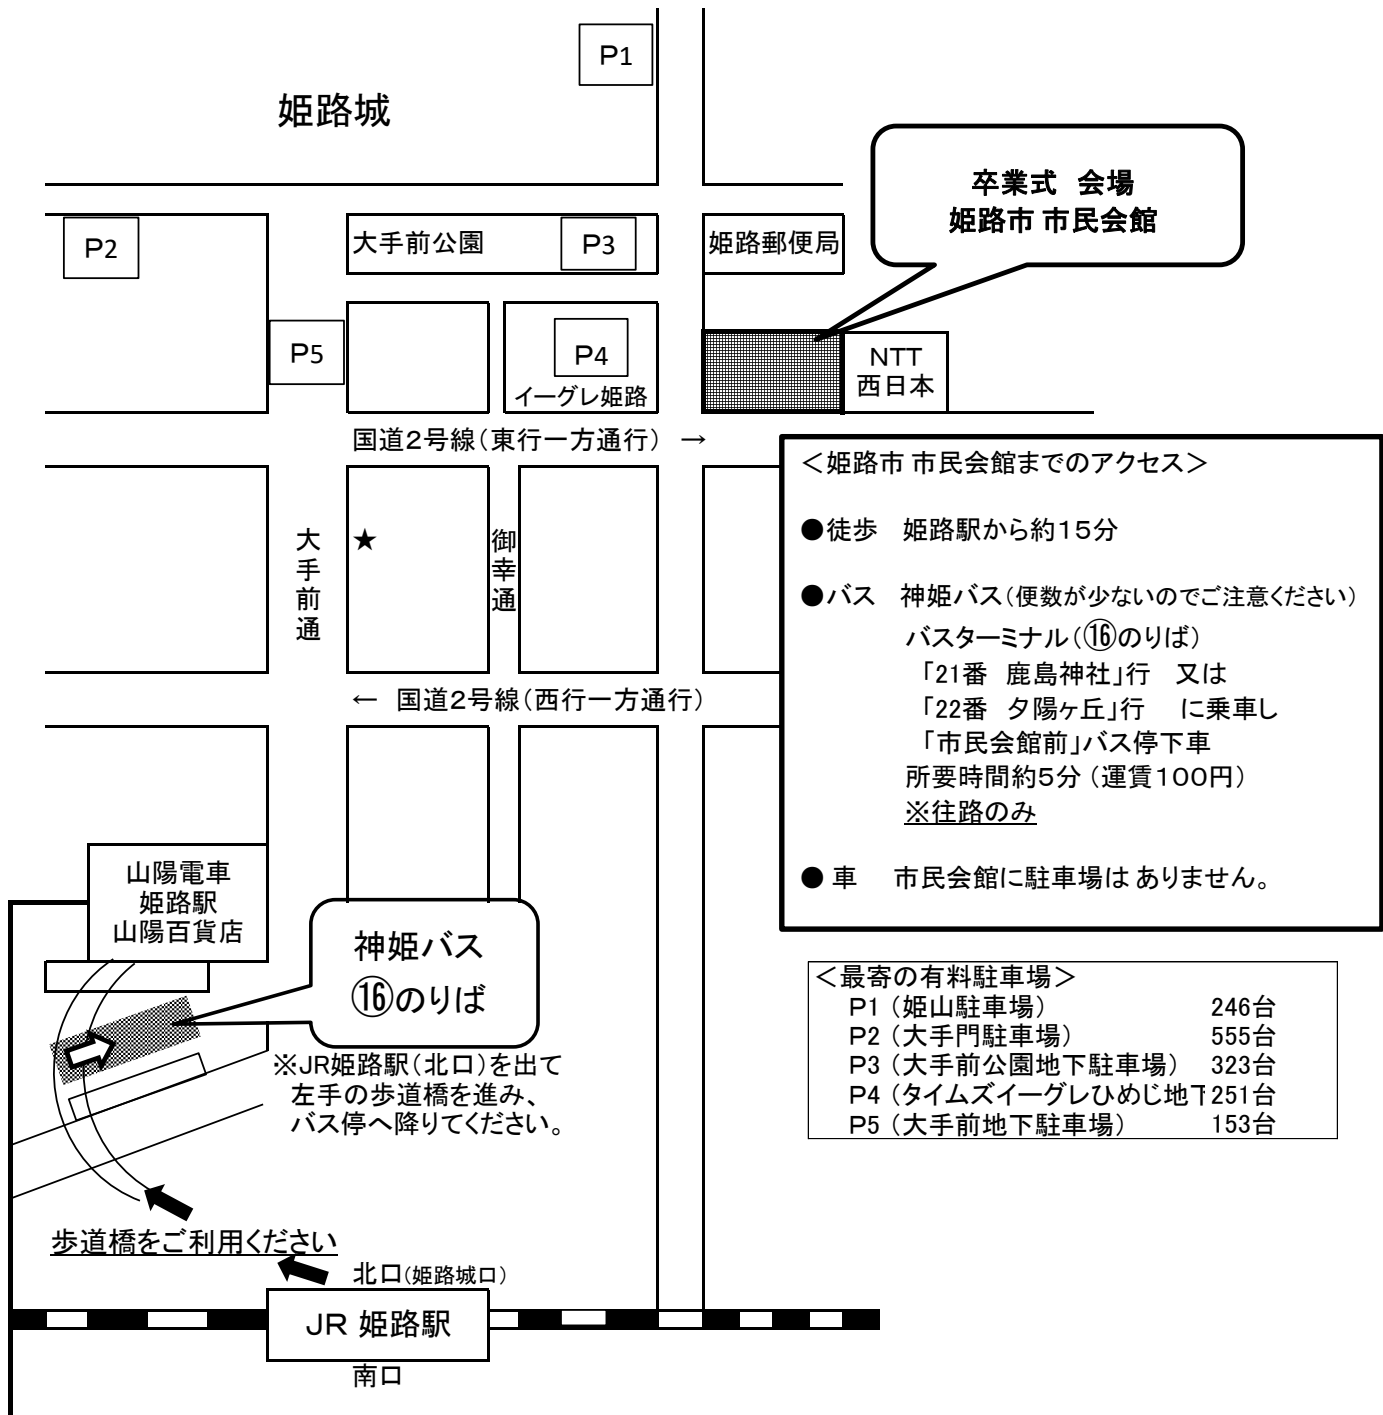 P1
姫路城
卒業式 会場
姫路市 市民会館
P2
大手前公園
P3
姫路郵便局
P5
P4
イーグレ姫路
NTT
西日本
国道2号線(東行一方通行) →
＜姫路市 市民会館までのアクセス＞
●徒歩 姫路駅から約15分
大手前通
★
御幸通
●バス 神姫バス(便数が少ないのでご注意ください)
バスターミナル(⑯のりば)
「21番 鹿島神社」行 又は
「22番 夕陽ヶ丘」行 に乗車し
「市民会館前」バス停下車
所要時間約5分(運賃100円)
※往路のみ
● 車 市民会館に駐車場は ありません。
← 国道2号線(西行一方通行)
山陽電車
姫路駅
山陽百貨店
神姫バス
⑯のりば
※JR姫路駅(北口)を出て
左手の歩道橋を進み、
バス停へ降りてください。
＜最寄の有料駐車場＞
P1 (姫山駐車場) 246台
P2 (大手門駐車場) 555台
P3 (大手前公園地下駐車場) 323台
P4 (タイムズイーグレひめじ地下 251台
P5 (大手前地下駐車場) 153台
歩道橋をご利用ください
北口(姫路城口)
JR 姫路駅
南口